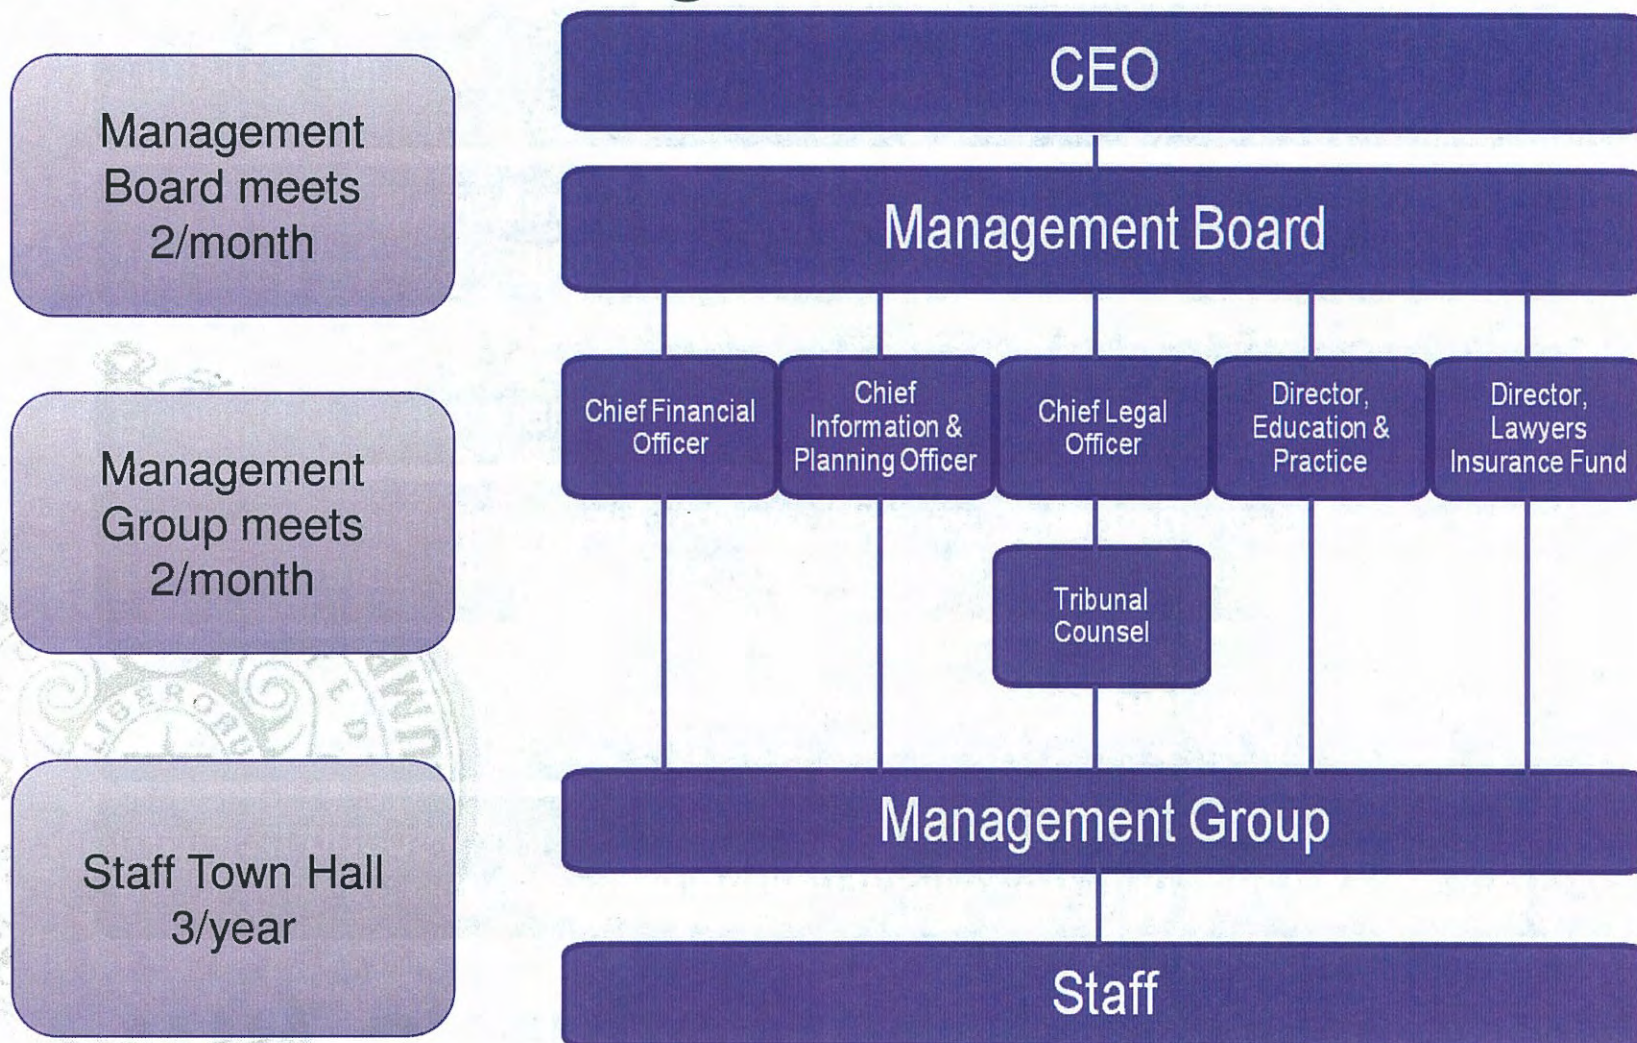 Management
Board meets
2/month
Management
Group meets
2/month
Staff Town Hall
3/year
CEO
Management Board
Chief Financial
Officer
Chief
Information &
Planning Officer
Chief Legal
Officer
Director,
Education &
Practice
Director,
Lawyers
Insurance Fund
Tribunal
Counsel
Management Group
Staff